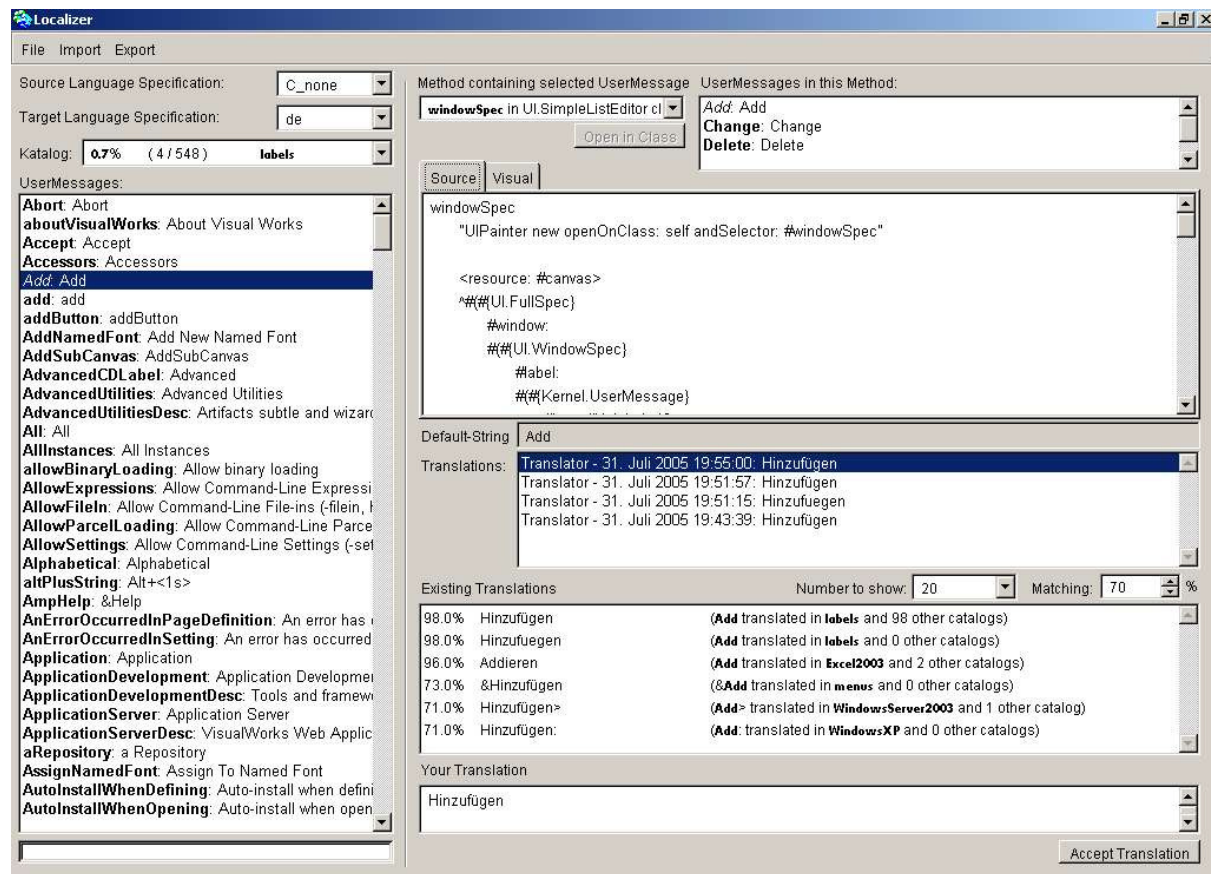 Localizer
File Import Export
Source Language Specification: C_none
Target Language Specification: de
Katalog: 0.7% (4/548) labels
UserMessages:
Abort: Abort
aboutVisualWorks: About Visual Works
Accept: Accept
Accessors: Accessors
Add: Add
add: add
addButton: addButton
AddNamedFont: Add New Named Font
AddSubCanvas: AddSubCanvas
AdvancedCDLabel: Advanced
AdvancedUtilities: Advanced Utilities
AdvancedUtilitiesDesc: Artifacts subtle and wizard
All: All
AllInstances: All Instances
allowBinaryLoading: Allow binary loading
AllowExpressions: Allow Command-Line Expressi
AllowFileIn: Allow Command-Line File-ins (-filein,
AllowParcelLoading: Allow Command-Line Parce
AllowSettings: Allow Command-Line Settings (-set
Alphabetical: Alphabetical
altPlusString: Alt+<1s>
AmpHelp: &Help
AnErrorOccurredInPageDefinition: An error has
AnErrorOccurredInSetting: An error has occurred
Application: Application
ApplicationDevelopment: Application Developmer
ApplicationDevelopmentDesc: Tools and framew
ApplicationServer: Application Server
ApplicationServerDesc: VisualWorks Web Applic
aRepository: a Repository
AssignNamedFont: Assign To Named Font
AutoInstallWhenDefining: Auto-install when defini
AutoInstallWhenOpening: Auto-install when open
Method containing selected UserMessage
windowSpec in UI.SimpleListEditor cl
Open in Class
UserMessages in this Method:
Add: Add
Change: Change
Delete: Delete
Source Visual
windowSpec
"UIPainter new openOnClass: self andSelector: #windowSpec"
<resource: #canvas>
^#(#{UI.FullSpec}
#window:
#(#{UI.WindowSpec}
#label:
#(#{Kernel.UserMessage}
Default-String Add
Translations:
Translator - 31. Juli 2005 19:55:00: Hinzufügen
Translator - 31. Juli 2005 19:51:57: Hinzufügen
Translator - 31. Juli 2005 19:51:15: Hinzufuegen
Translator - 31. Juli 2005 19:43:39: Hinzufügen
Existing Translations Number to show: 20 Matching: 70 %
98.0% Hinzufügen (Add translated in labels and 98 other catalogs)
98.0% Hinzufuegen (Add translated in labels and 0 other catalogs)
96.0% Addieren (Add translated in Excel2003 and 2 other catalogs)
73.0% &Hinzufügen (&Add translated in menus and 0 other catalogs)
71.0% Hinzufügen> (Add> translated in WindowsServer2003 and 1 other catalog)
71.0% Hinzufügen: (Add: translated in WindowsXP and 0 other catalogs)
Your Translation
Hinzufügen
Accept Translation